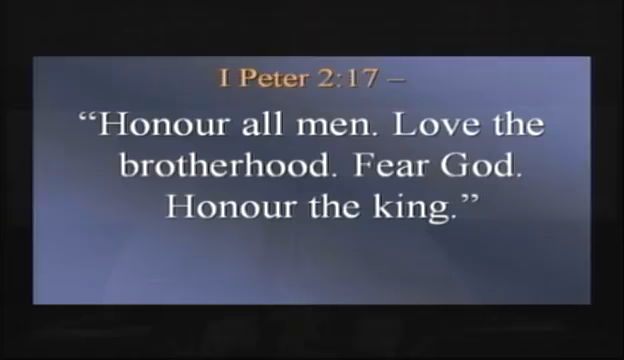 I Peter 2:17 –
“Honour all men. Love the
brotherhood. Fear God.
Honour the king.”